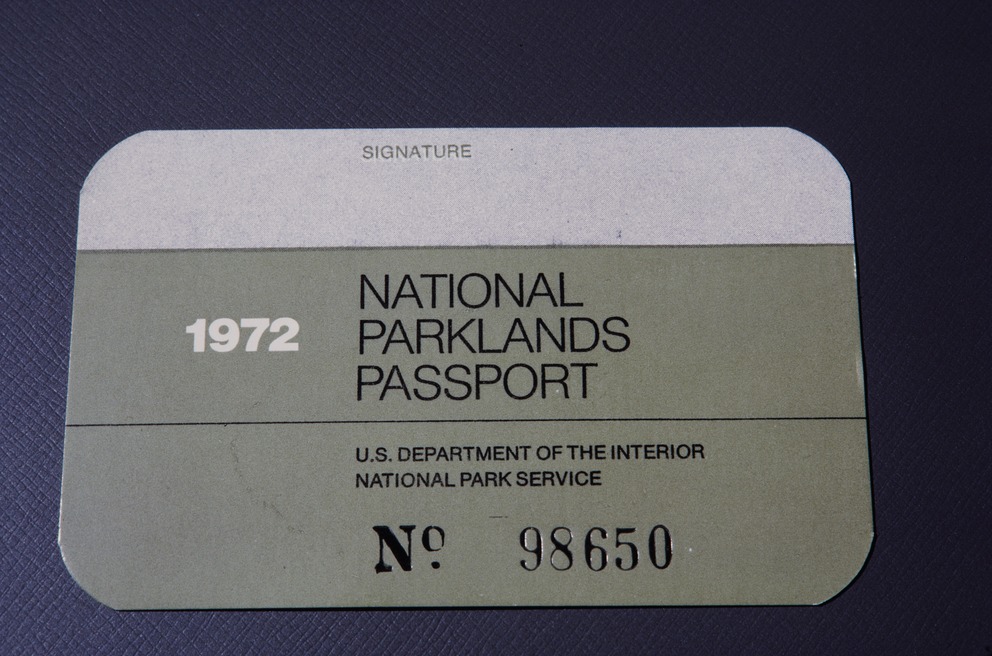 SIGNATURE
1972
NATIONAL
PARKLANDS
PASSPORT
U.S. DEPARTMENT OF THE INTERIOR
NATIONAL PARK SERVICE
Nº 98650